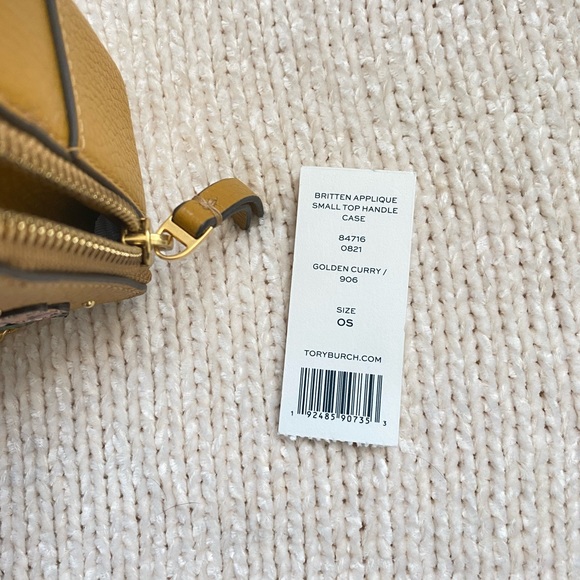 BRITTEN APPLIQUE
SMALL TOP HANDLE
CASE
84716
0821
GOLDEN CURRY /
906
SIZE
OS
TORYBURCH.COM
1 92485 90735 3